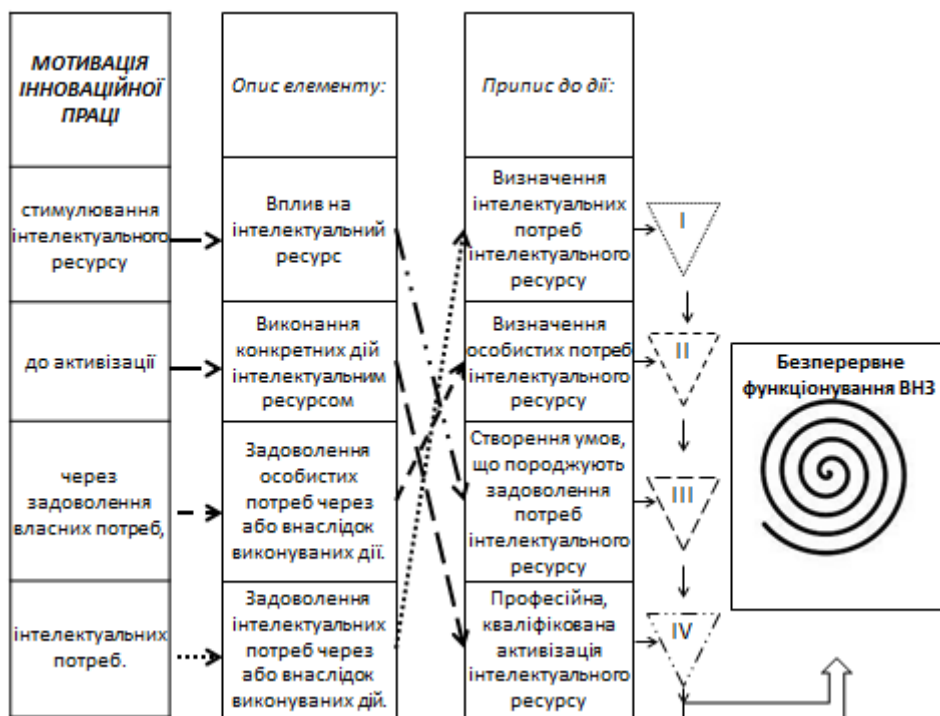 МОТИВАЦІЯ
ІННОВАЦІЙНОЇ
ПРАЦІ
стимулювання
інтелектуального
ресурсу
до активізації
через
задоволення
власних потреб,
інтелектуальних
потреб.
Опис елементу:
Вплив на
інтелектуальний
ресурс
Виконання
конкретних дій
інтелектуальним
ресурсом
Задоволення
особистих
потреб через
або внаслідок
виконуваних дії.
Задоволення
інтелектуальних
потреб через
або внаслідок
виконуваних дій.
Припис до дії:
Визначення
інтелектуальних
потреб
інтелектуального
ресурсу
Визначення
особистих потреб
інтелектуального
ресурсу
Створення умов,
що породжують
задоволення
потреб
інтелектуального
ресурсу
Професійна,
кваліфікована
активізація
інтелектуального
ресурсу
I
II
III
IV
Безперервне
функціонування ВНЗ